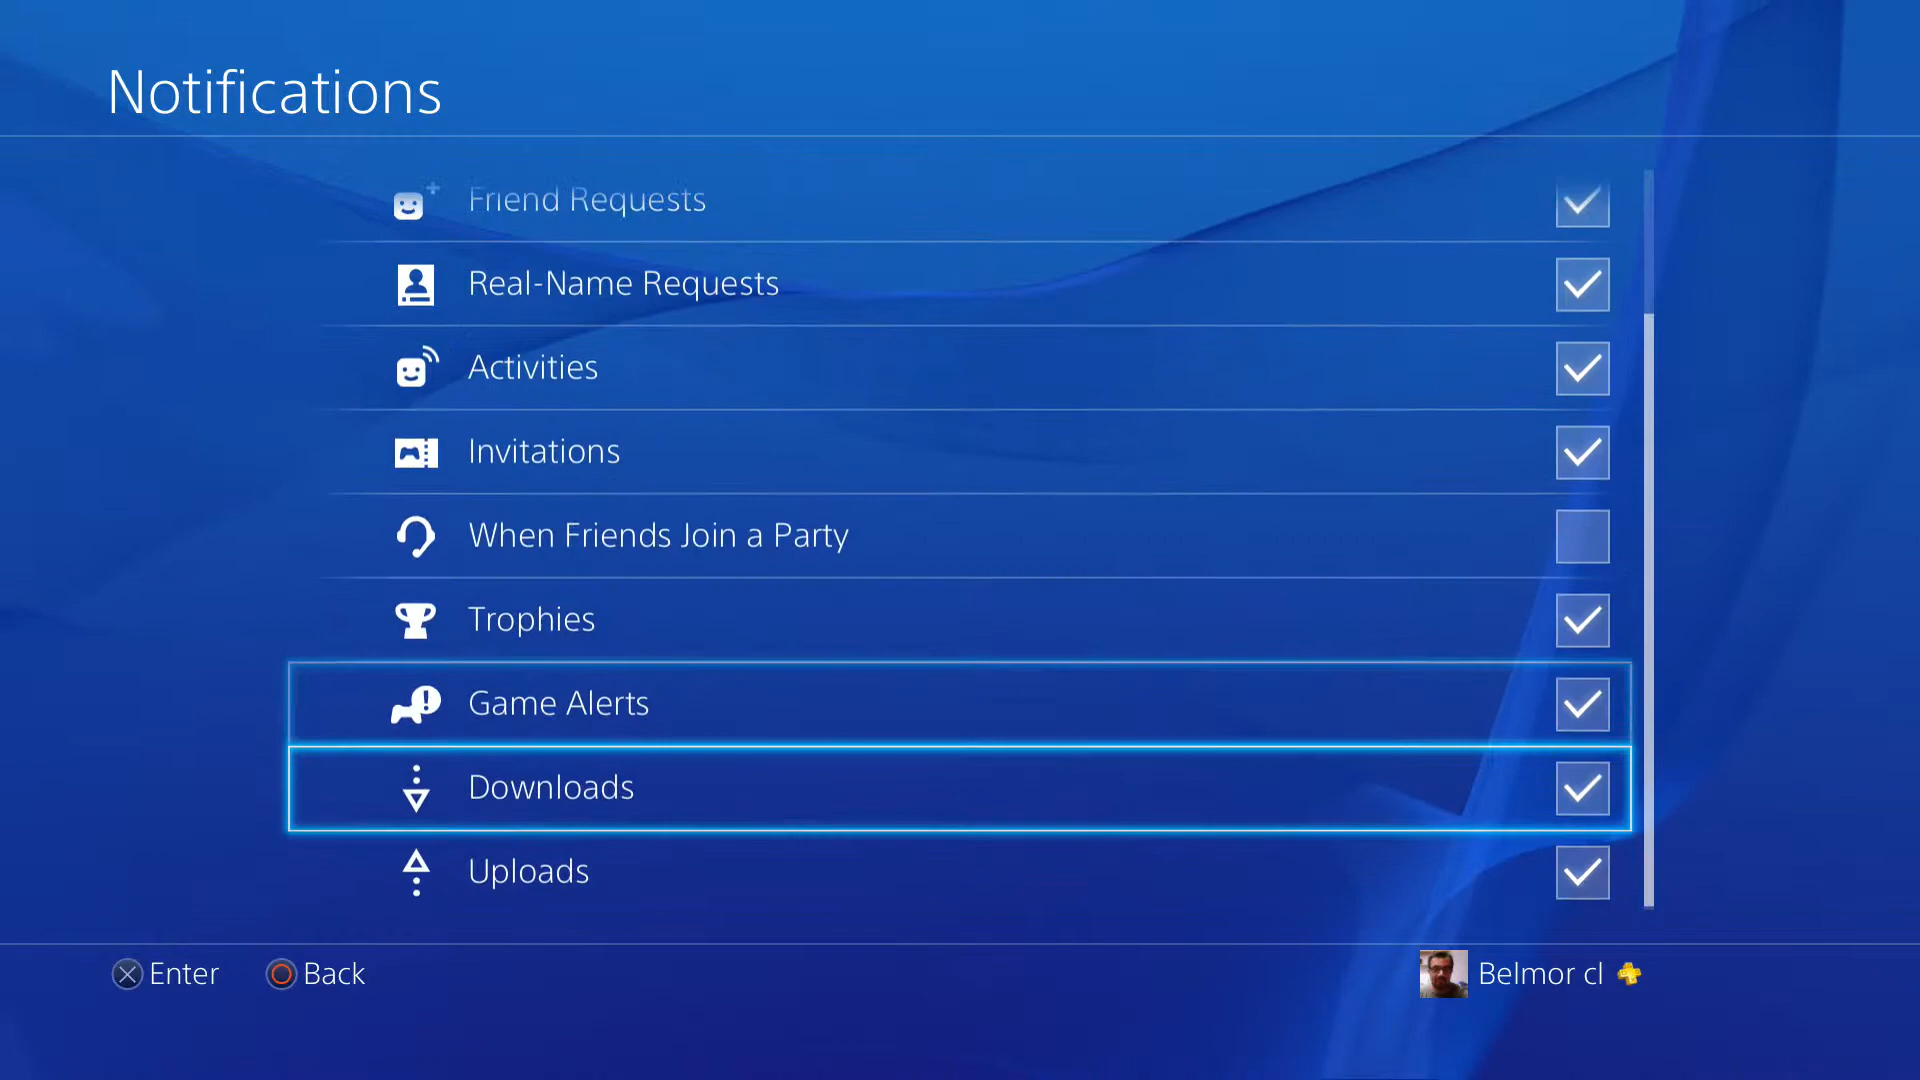 Notifications
Friend Requests
Real-Name Requests
Activities
Invitations
When Friends Join a Party
Trophies
Game Alerts
Downloads
Uploads
Enter Back Belmor cl